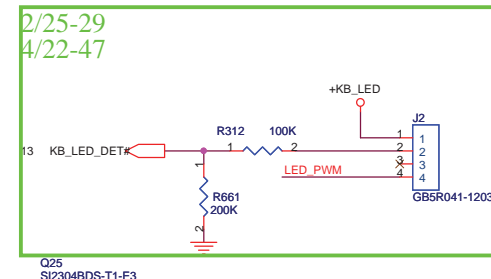 2/25-29
4/22-47
+KB_LED
J2
R312 100K
13 KB_LED_DET# 1 2
1 1
2 2
3 3
4 4
LED_PWM
1
R661
200K
2
GB5R041-1203
Q25
SI2304BDS-T1-E3